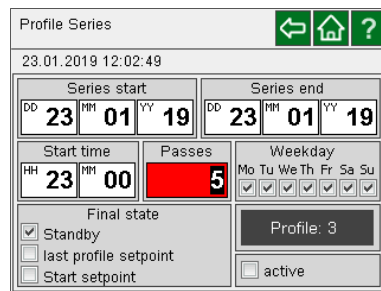 Profile Series ?
23.01.2019 12:02:49
Series start Series end
DD 23 MM 01 YY 19 DD 23 MM 01 YY 19
Start time Passes Weekday
Mo Tu We Th Fr Sa Su
HH 23 MM 00 5
Final state
Standby
Profile: 3
last profile setpoint
Start setpoint
active